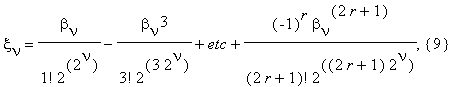 ξ_ν = β_ν / (1! 2^(2^ν)) − β_ν 3 / (3! 2^(3 2^ν)) + etc + (-1)^r β_ν^(2 r + 1) / ((2 r + 1)! 2^((2 r + 1) 2^ν)), {9}